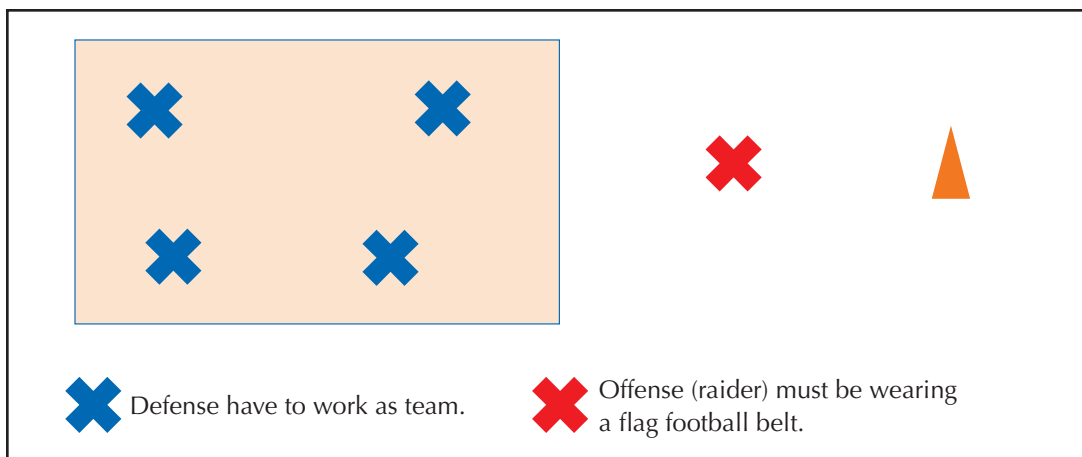 Defense have to work as team.
Offense (raider) must be wearing
a flag football belt.